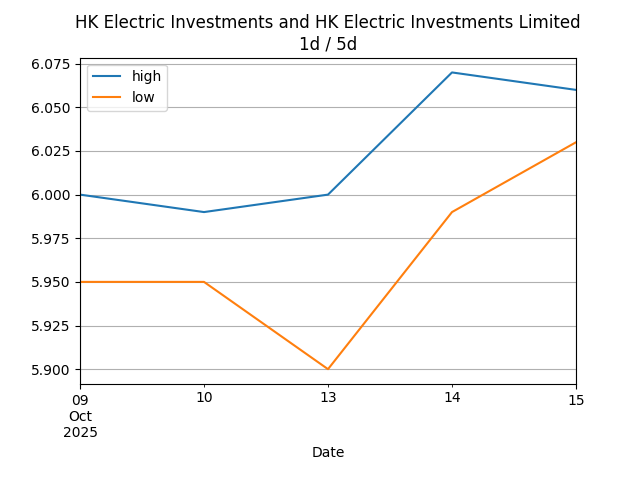 HK Electric Investments and HK Electric Investments Limited
1d / 5d
high
low
6.075
6.050
6.025
6.000
5.975
5.950
5.925
5.900
09
Oct
2025
10
13
14
15
Date